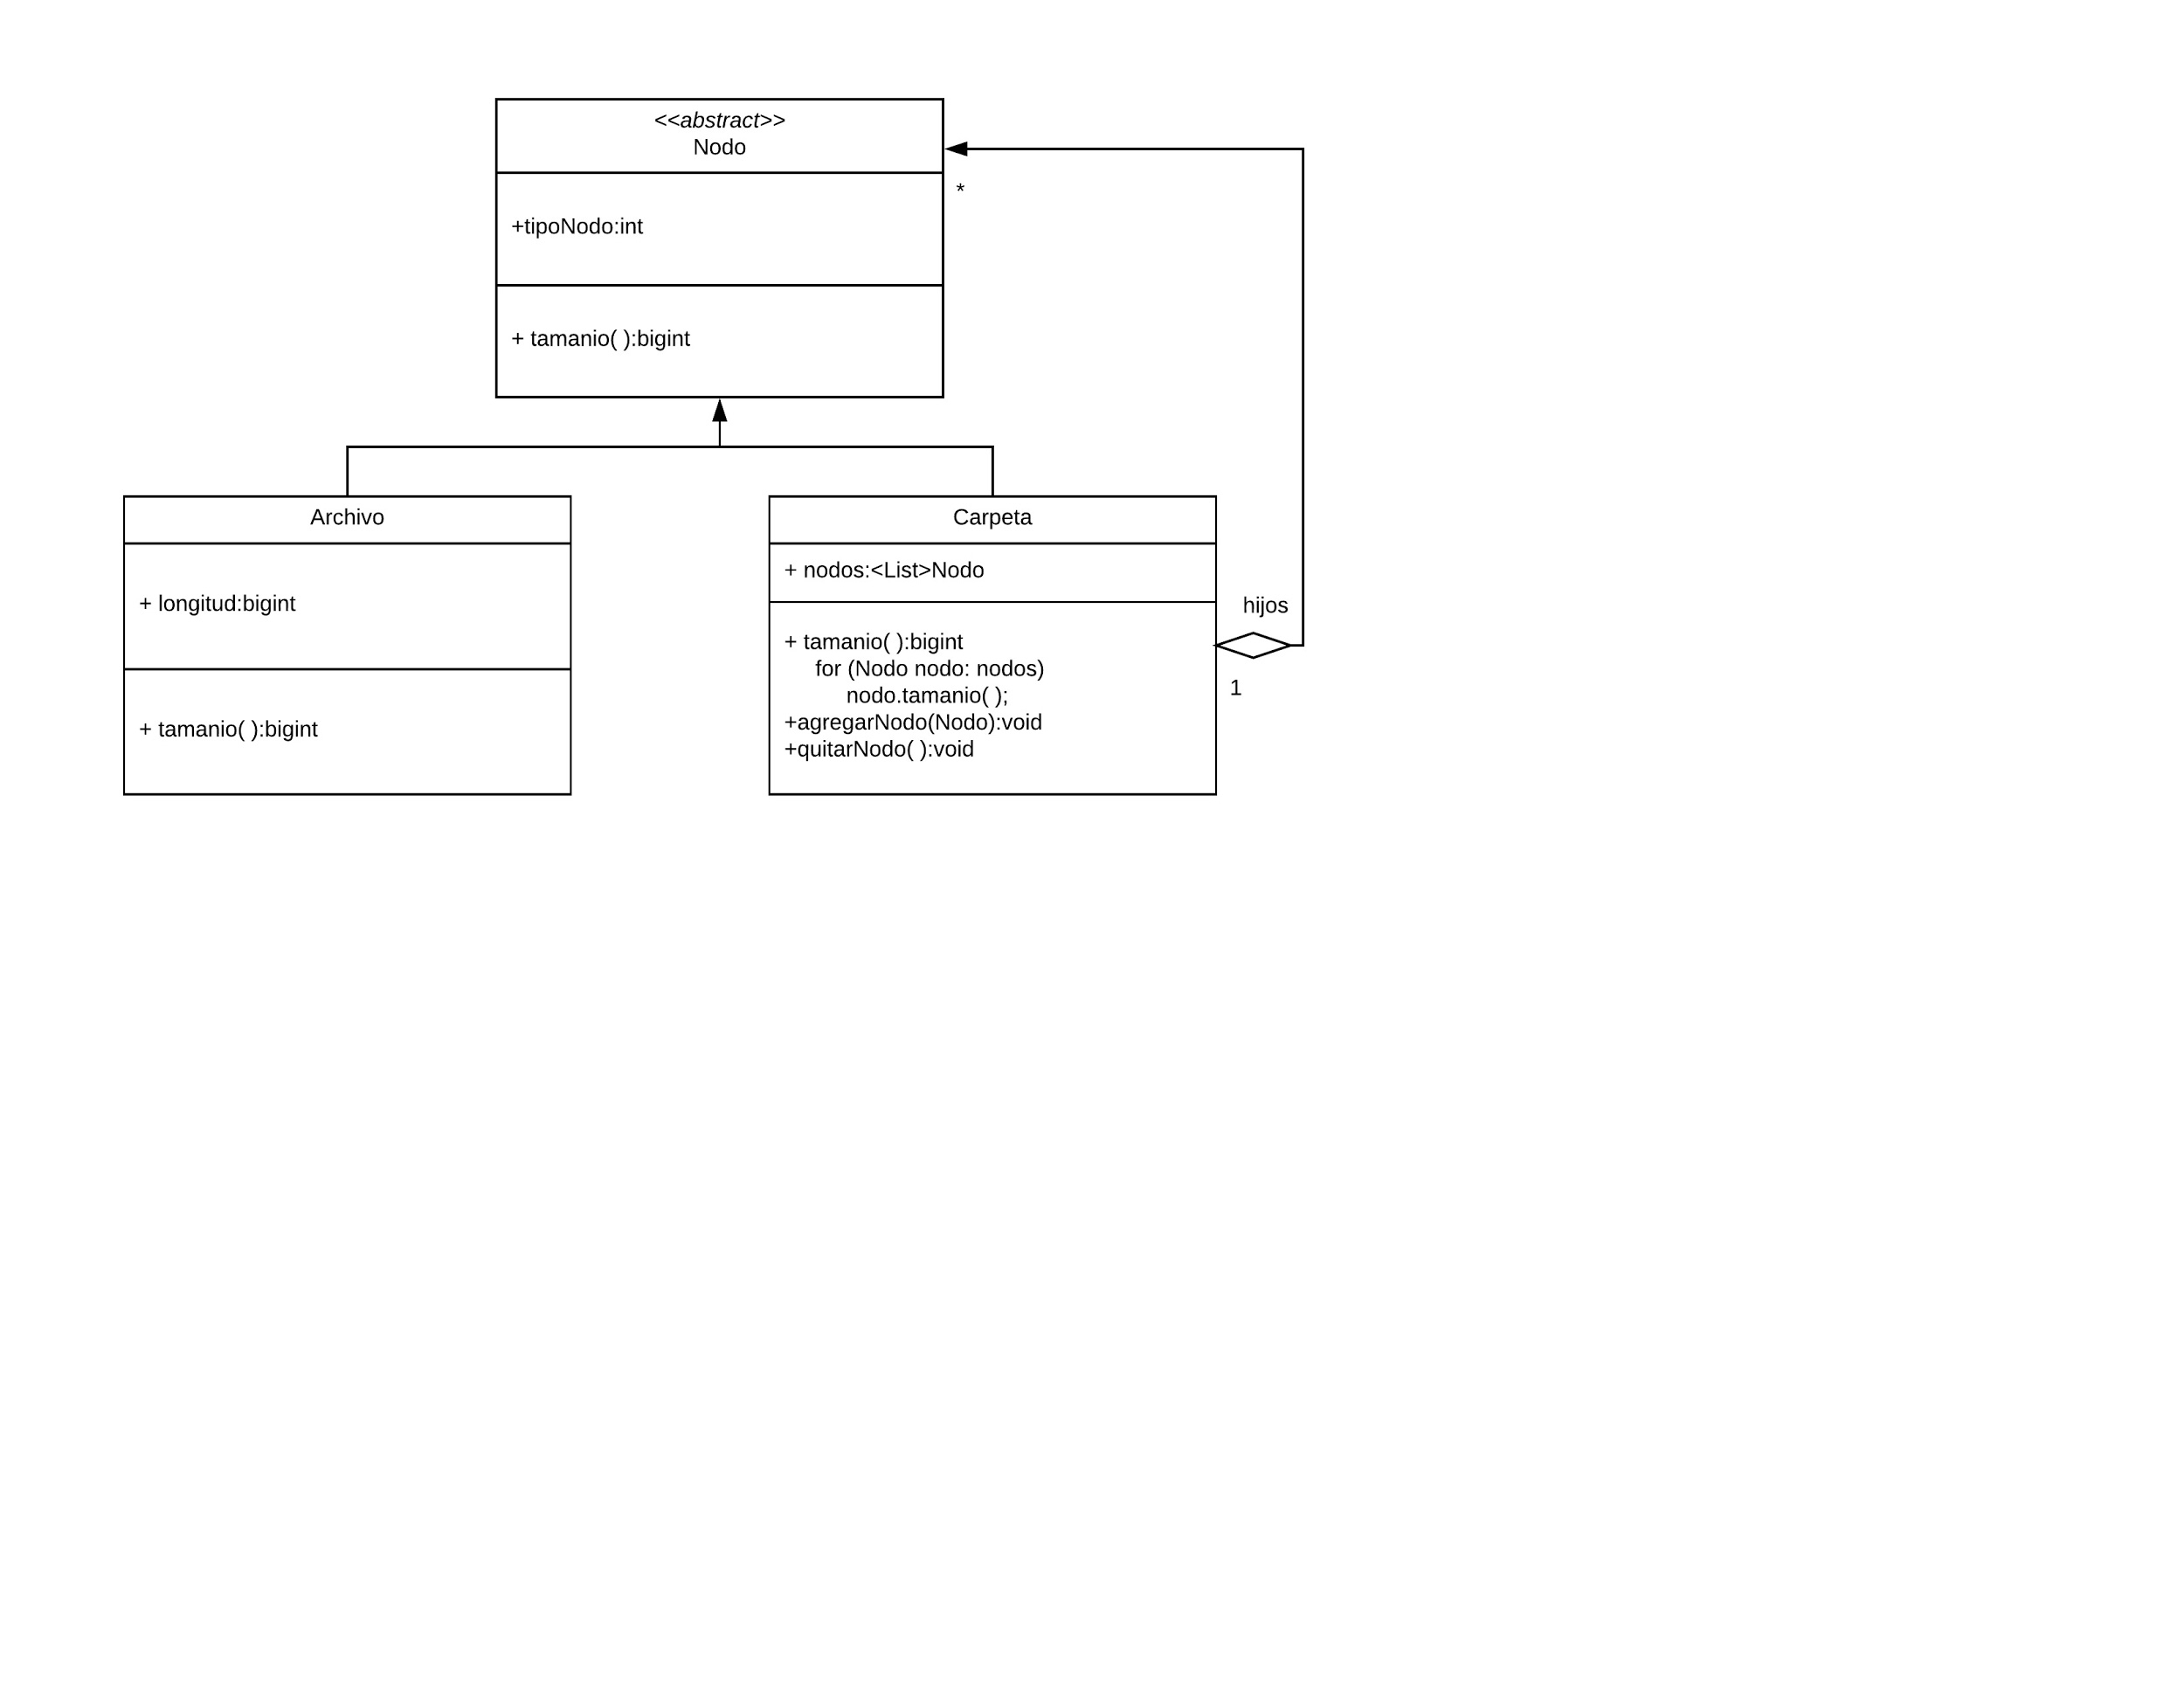 <<abstract>>
Nodo
*
+tipoNodo:int
+ tamanio( ):bigint
Archivo
+ longitud:bigint
+ tamanio( ):bigint
Carpeta
+ nodos:<List>Nodo
+ tamanio( ):bigint
for (Nodo nodo: nodos)
nodo.tamanio( );
+agregarNodo(Nodo):void
+quitarNodo( ):void
hijos
1